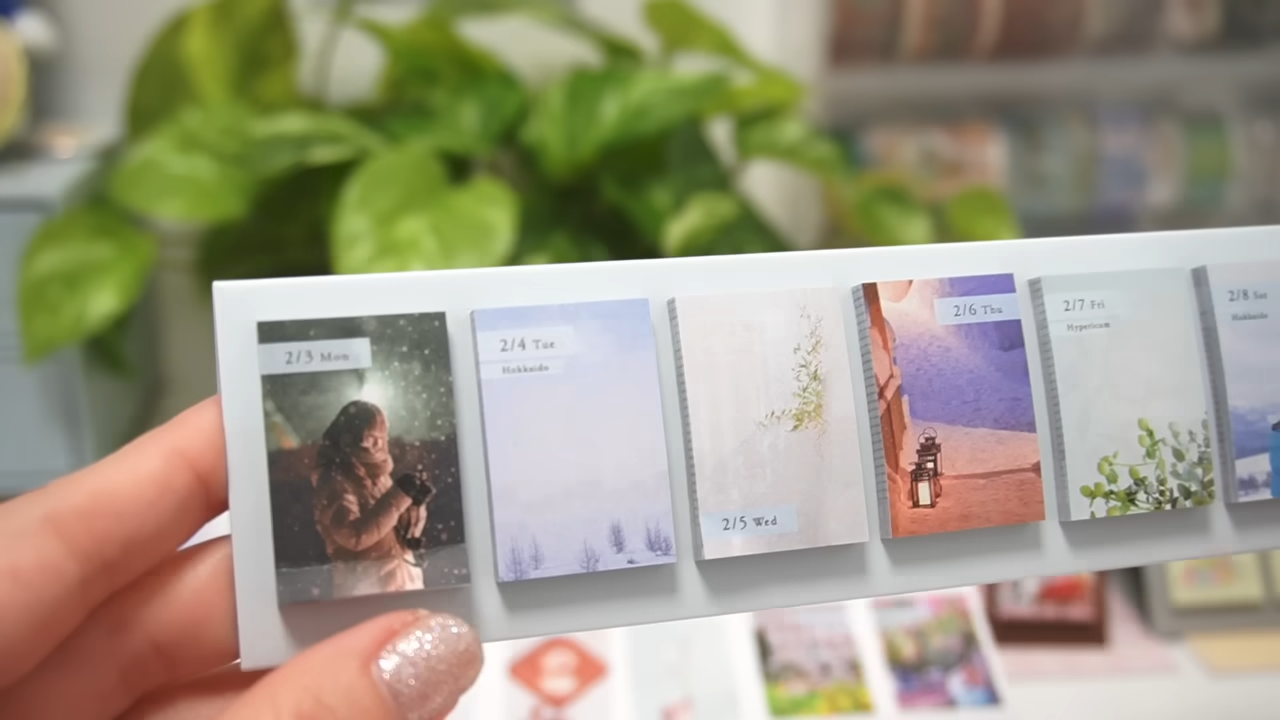 2/3 Mon
2/4 Tue
Hokkaido
2/5 Wed
2/6 Thu
2/7 Fri
Hypericum
2/8 Sat
Hokkaido